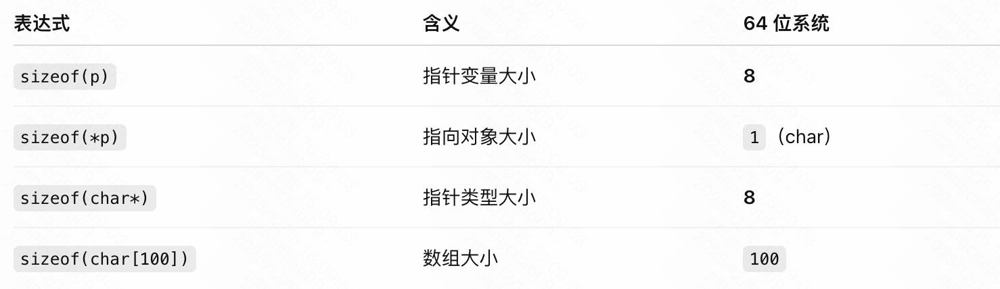 表达式 含义 64 位系统
sizeof(p) 指针变量大小 8
sizeof(*p) 指向对象大小 1（char）
sizeof(char*) 指针类型大小 8
sizeof(char[100]) 数组大小 100